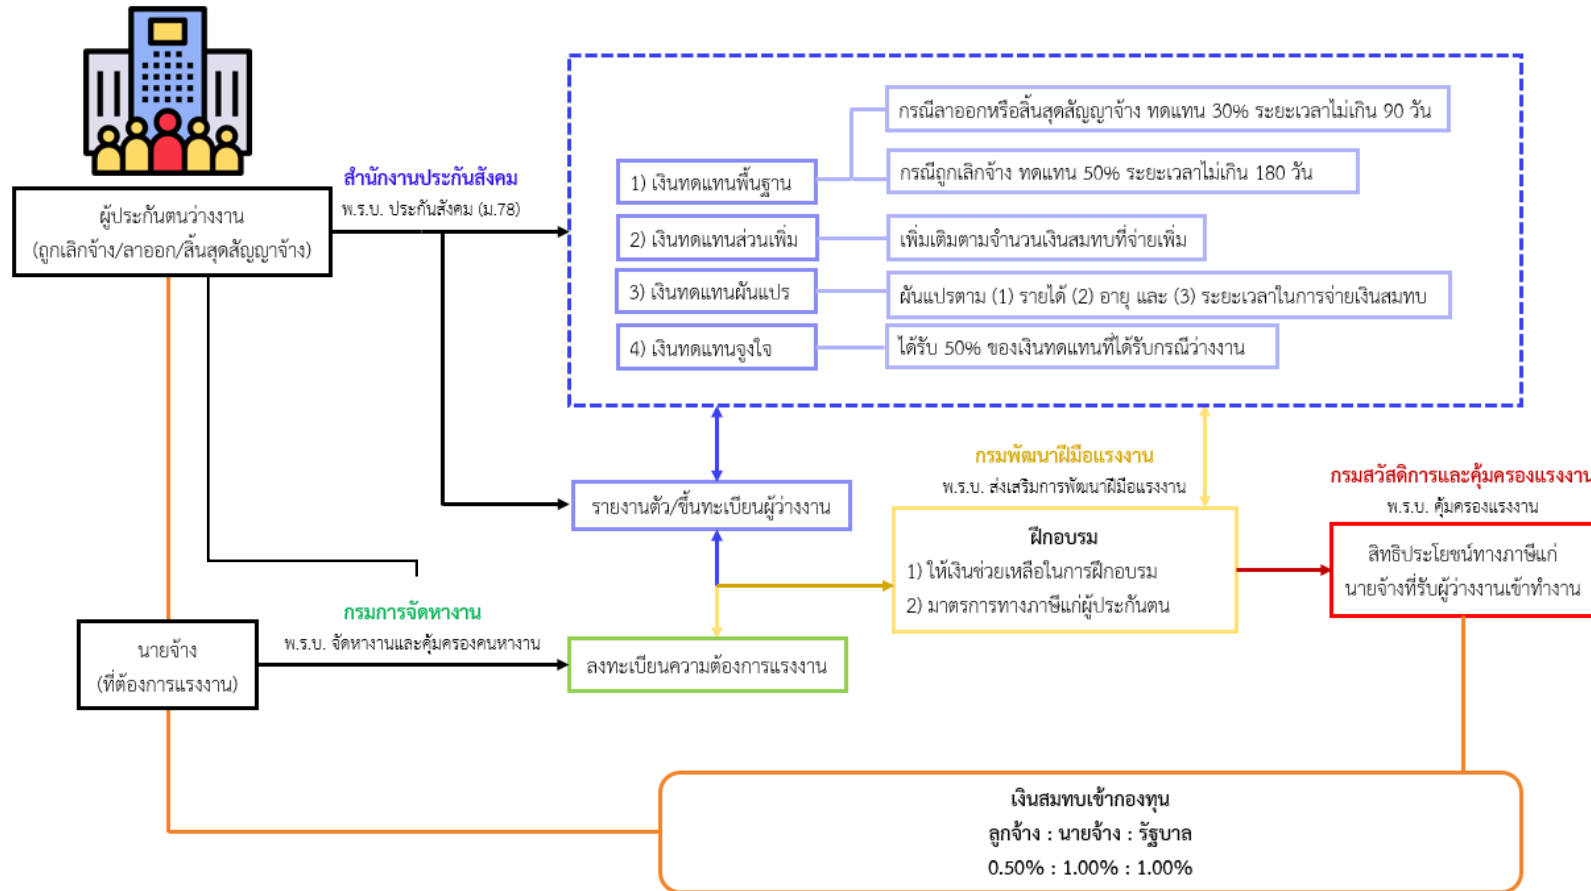 กรณีลาออกหรือสิ้นสุดสัญญาจ้าง ทดแทน 30% ระยะเวลาไม่เกิน 90 วัน
สำนักงานประกันสังคม
พ.ร.บ. ประกันสังคม (ม.78)
1) เงินทดแทนพื้นฐาน
กรณีถูกเลิกจ้าง ทดแทน 50% ระยะเวลาไม่เกิน 180 วัน
ผู้ประกันตนว่างงาน
(ถูกเลิกจ้าง/ลาออก/สิ้นสุดสัญญาจ้าง)
2) เงินทดแทนส่วนเพิ่ม
เพิ่มเติมตามจำนวนเงินสมทบที่จ่ายเพิ่ม
3) เงินทดแทนผันแปร
ผันแปรตาม (1) รายได้ (2) อายุ และ (3) ระยะเวลาในการจ่ายเงินสมทบ
4) เงินทดแทนจูงใจ
ได้รับ 50% ของเงินทดแทนที่ได้รับกรณีว่างงาน
กรมพัฒนาฝีมือแรงงาน
พ.ร.บ. ส่งเสริมการพัฒนาฝีมือแรงงาน
กรมสวัสดิการและคุ้มครองแรงงาน
พ.ร.บ. คุ้มครองแรงงาน
รายงานตัว/ขึ้นทะเบียนผู้ว่างงาน
ฝึกอบรม
1) ให้เงินช่วยเหลือในการฝึกอบรม
2) มาตรการทางภาษีแก่ผู้ประกันตน
สิทธิประโยชน์ทางภาษีแก่
นายจ้างที่รับผู้ว่างงานเข้าทำงาน
กรมการจัดหางาน
พ.ร.บ. จัดหางานและคุ้มครองคนหางาน
นายจ้าง
(ที่ต้องการแรงงาน)
ลงทะเบียนความต้องการแรงงาน
เงินสมทบเข้ากองทุน
ลูกจ้าง : นายจ้าง : รัฐบาล
0.50% : 1.00% : 1.00%